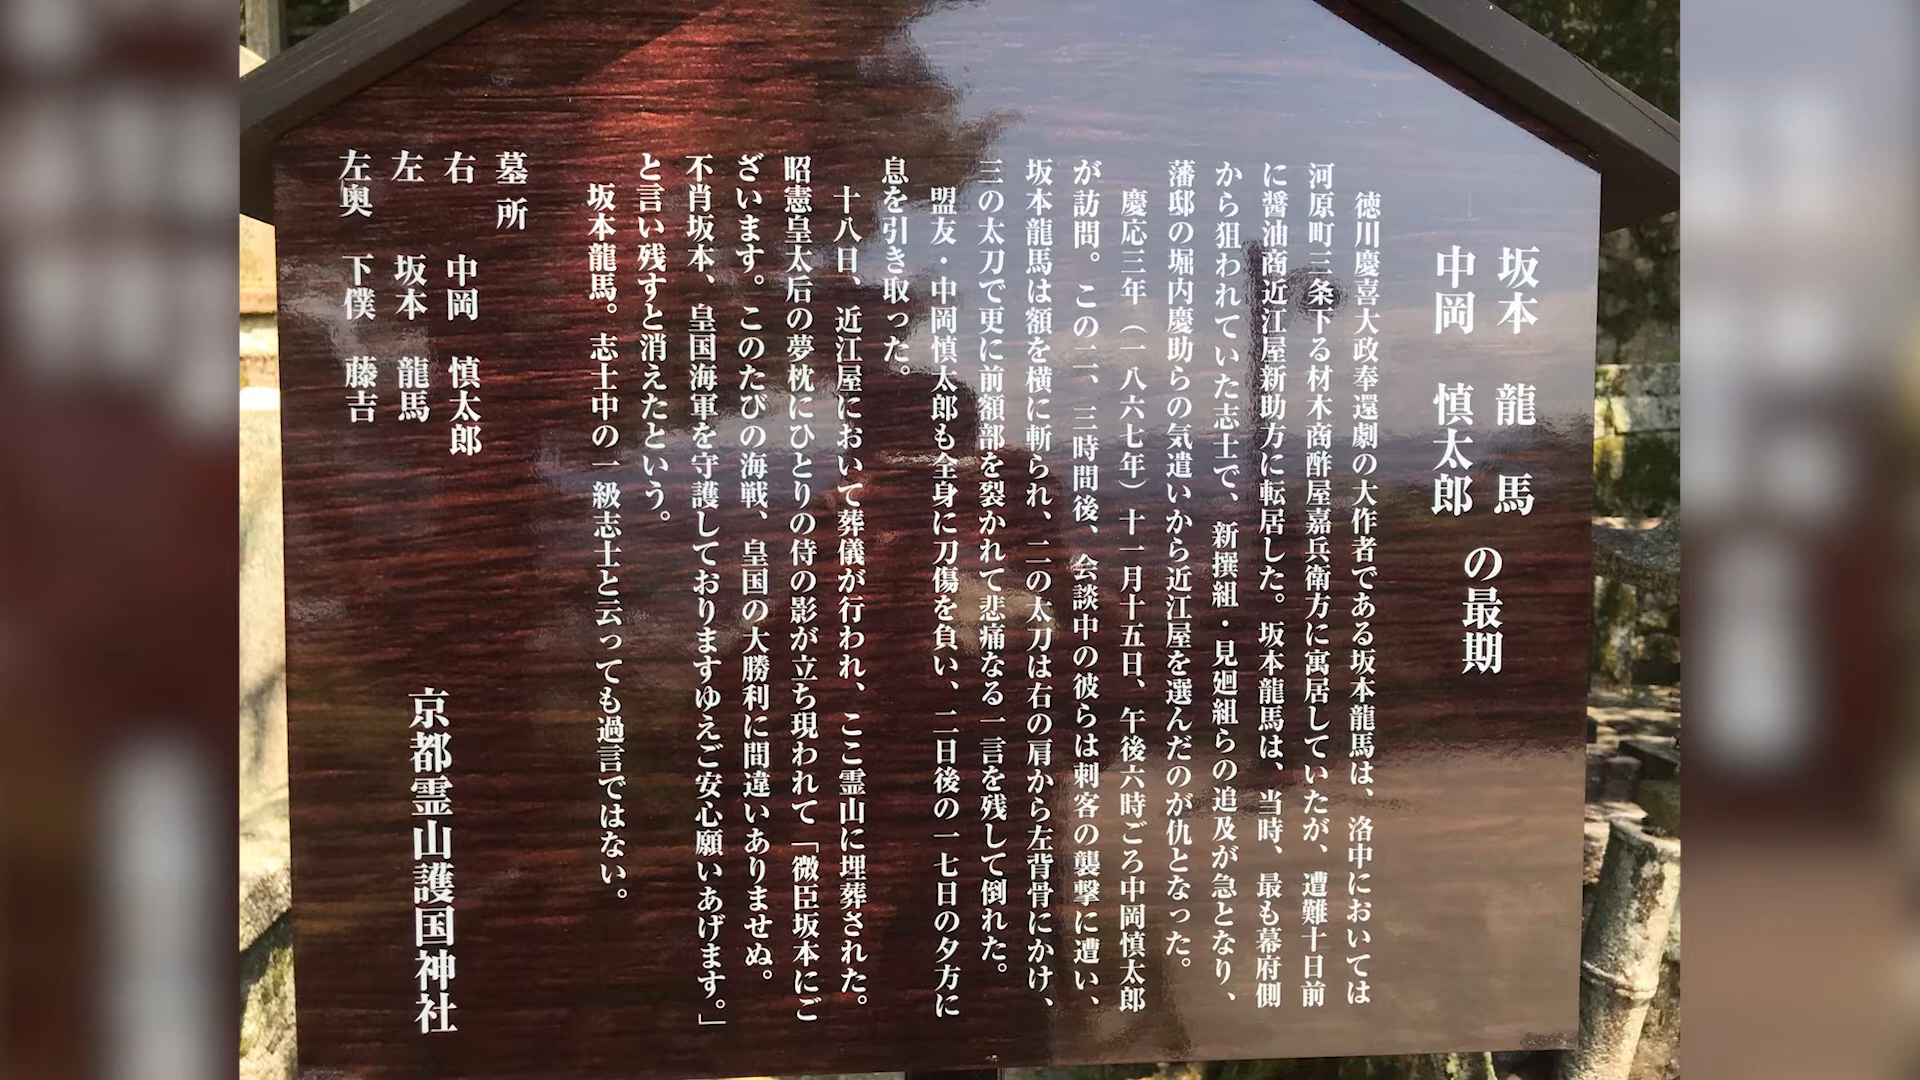 坂本　龍馬
中岡　慎太郎
の最期
徳川慶喜大政奉還劇の大作者である坂本龍馬は、洛中においては
河原町三条下る材木商酢屋嘉兵衛方に寓居していたが、遭難十日前
に醤油商近江屋新助方に転居した。坂本龍馬は、当時、最も幕府側
から狙われていた志士で、新撰組・見廻組らの追及が急となり、
藩邸の堀内慶助らの気遣いから近江屋を選んだのが仇となった。
慶応三年（一八六七年）十一月十五日、午後六時ごろ中岡慎太郎
が訪問。この二、三時間後、会談中の彼らは刺客の襲撃に遭い、
坂本龍馬は額を横に斬られ、二の太刀は右の肩から左背骨にかけ、
三の太刀で更に前額部を裂かれて悲痛なる一言を残して倒れた。
盟友・中岡慎太郎も全身に刀傷を負い、二日後の一七日の夕方に
息を引き取った。
十八日、近江屋において葬儀が行われ、ここ霊山に埋葬された。
昭憲皇太后の夢枕にひとりの侍の影が立ち現われて「微臣坂本にご
ざいます。このたびの海戦、皇国の大勝利に間違いありませぬ。
不肖坂本、皇国海軍を守護しておりますゆえご安心願いあげます。」
と言い残すと消えたという。
坂本龍馬。志士中の一級志士と云っても過言ではない。
墓所
右　中岡　慎太郎
左　坂本　龍馬
左奥　下僕　藤吉
京都霊山護国神社